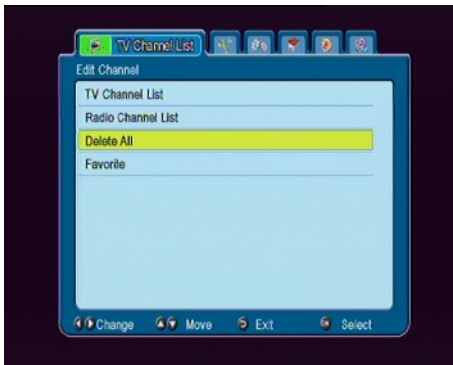 TV Channel List
Edit Channel
TV Channel List
Radio Channel List
Delete All
Favorite
Change Move Exit Select